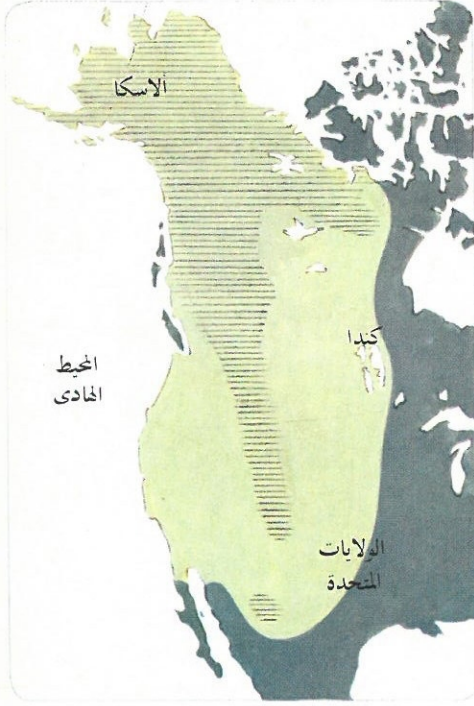 الاسكا
كندا
المحيط
الهادى
الولايات
المتحدة